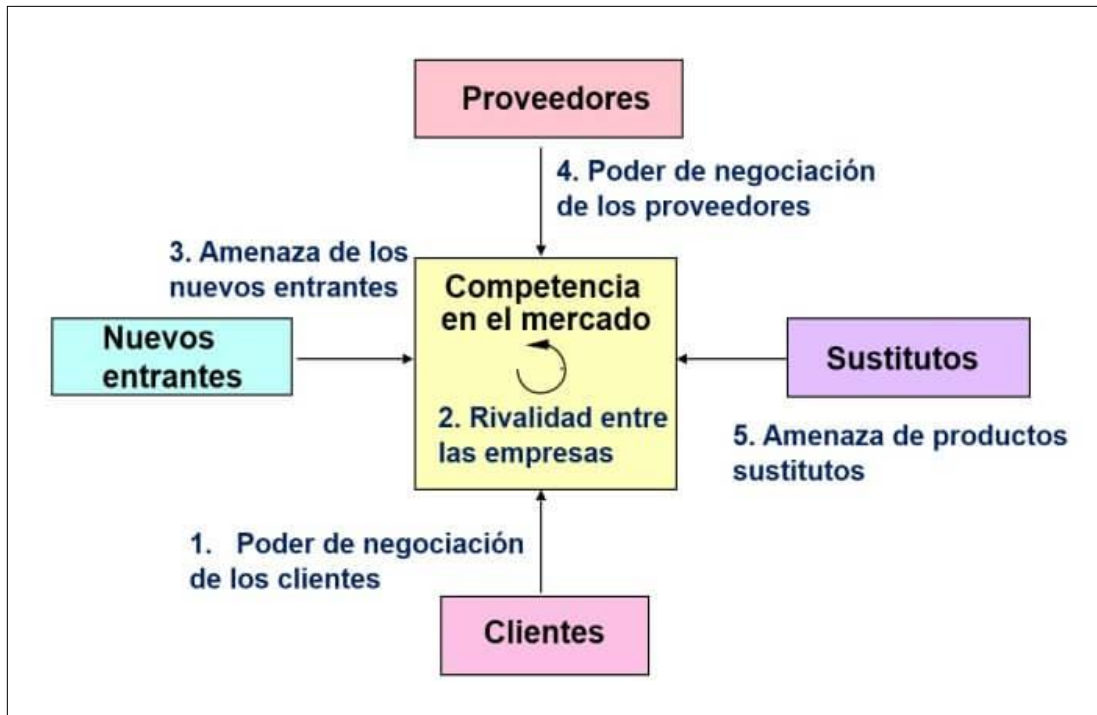 Proveedores
4. Poder de negociación
de los proveedores
3. Amenaza de los
nuevos entrantes
Competencia
en el mercado
Nuevos
entrantes
Sustitutos
2. Rivalidad entre
las empresas
5. Amenaza de productos
sustitutos
1. Poder de negociación
de los clientes
Clientes